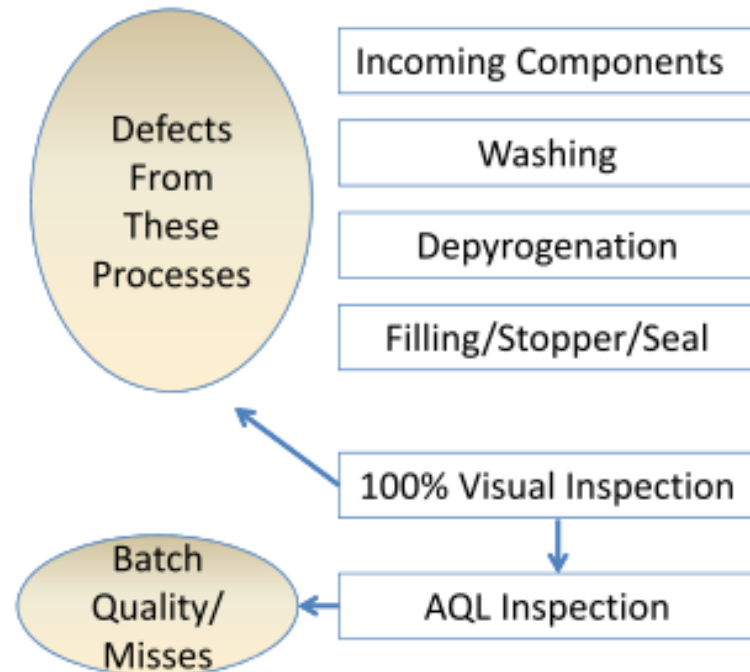 Defects
From
These
Processes
Incoming Components
Washing
Depyrogenation
Filling/Stopper/Seal
100% Visual Inspection
Batch
Quality/
Misses
AQL Inspection